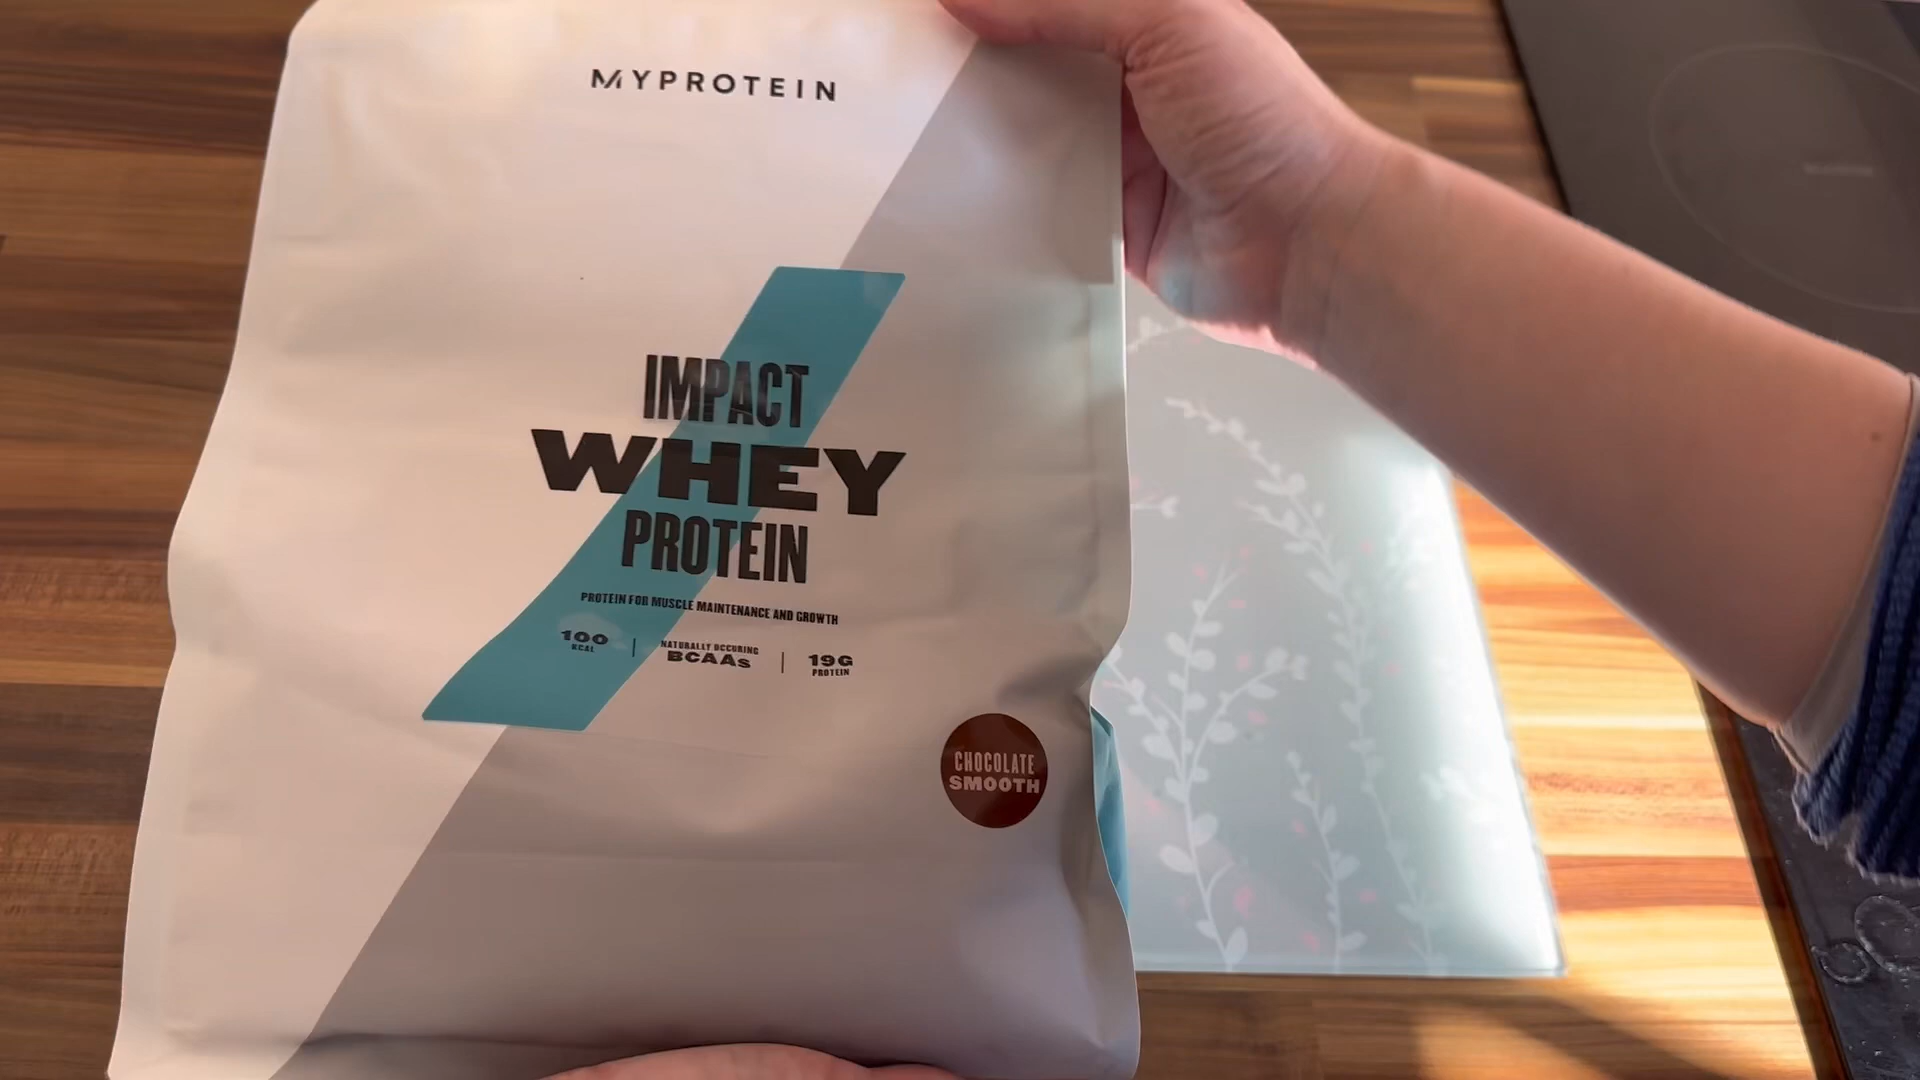 MYPROTEIN
IMPACT
WHEY
PROTEIN
PROTEIN FOR MUSCLE MAINTENANCE AND GROWTH
100
KCAL
NATURALLY OCCURING
BCAAs
19G
PROTEIN
CHOCOLATE
SMOOTH